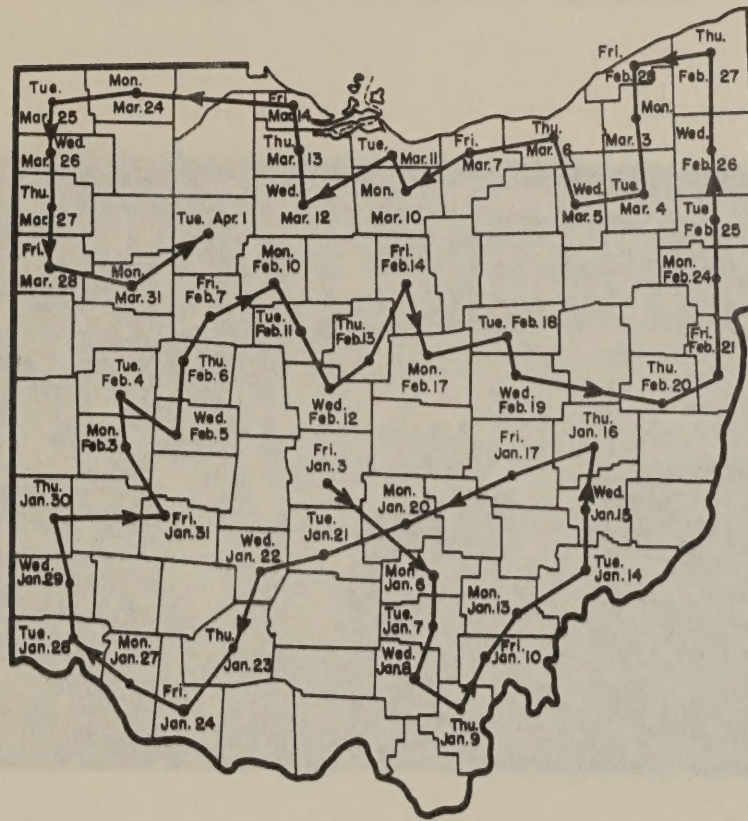 Thu.
Feb. 27
Fri.
Feb. 28
Mon.
Mar. 3
Tue.
Mar. 4
Wed.
Mar. 5
Thu.
Mar. 6
Fri.
Mar. 7
Tue.
Mar. 11
Mon.
Mar. 10
Wed.
Mar. 12
Thu.
Mar. 13
Fri.
Mar. 14
Mon.
Mar. 24
Tue.
Mar. 25
Wed.
Mar. 26
Thu.
Mar. 27
Fri.
Mar. 28
Mon.
Mar. 31
Tue. Apr. 1
Wed.
Feb. 26
Tue.
Feb. 25
Mon.
Feb. 24
Fri.
Feb. 21
Thu.
Feb. 20
Wed.
Feb. 19
Tue. Feb. 18
Mon.
Feb. 17
Fri.
Feb. 14
Thu.
Feb. 13
Wed.
Feb. 12
Tue.
Feb. 11
Mon.
Feb. 10
Fri.
Feb. 7
Thu.
Feb. 6
Wed.
Feb. 5
Tue.
Feb. 4
Mon.
Feb. 3
Fri.
Jan. 31
Thu.
Jan. 30
Wed.
Jan. 29
Tue.
Jan. 28
Mon.
Jan. 27
Fri.
Jan. 24
Thu.
Jan. 23
Wed.
Jan. 22
Tue.
Jan. 21
Mon.
Jan. 20
Fri.
Jan. 17
Thu.
Jan. 16
Wed.
Jan. 15
Tue.
Jan. 14
Mon.
Jan. 13
Fri.
Jan. 10
Thu.
Jan. 9
Wed.
Jan. 8
Tue.
Jan. 7
Mon.
Jan. 6
Fri.
Jan. 3